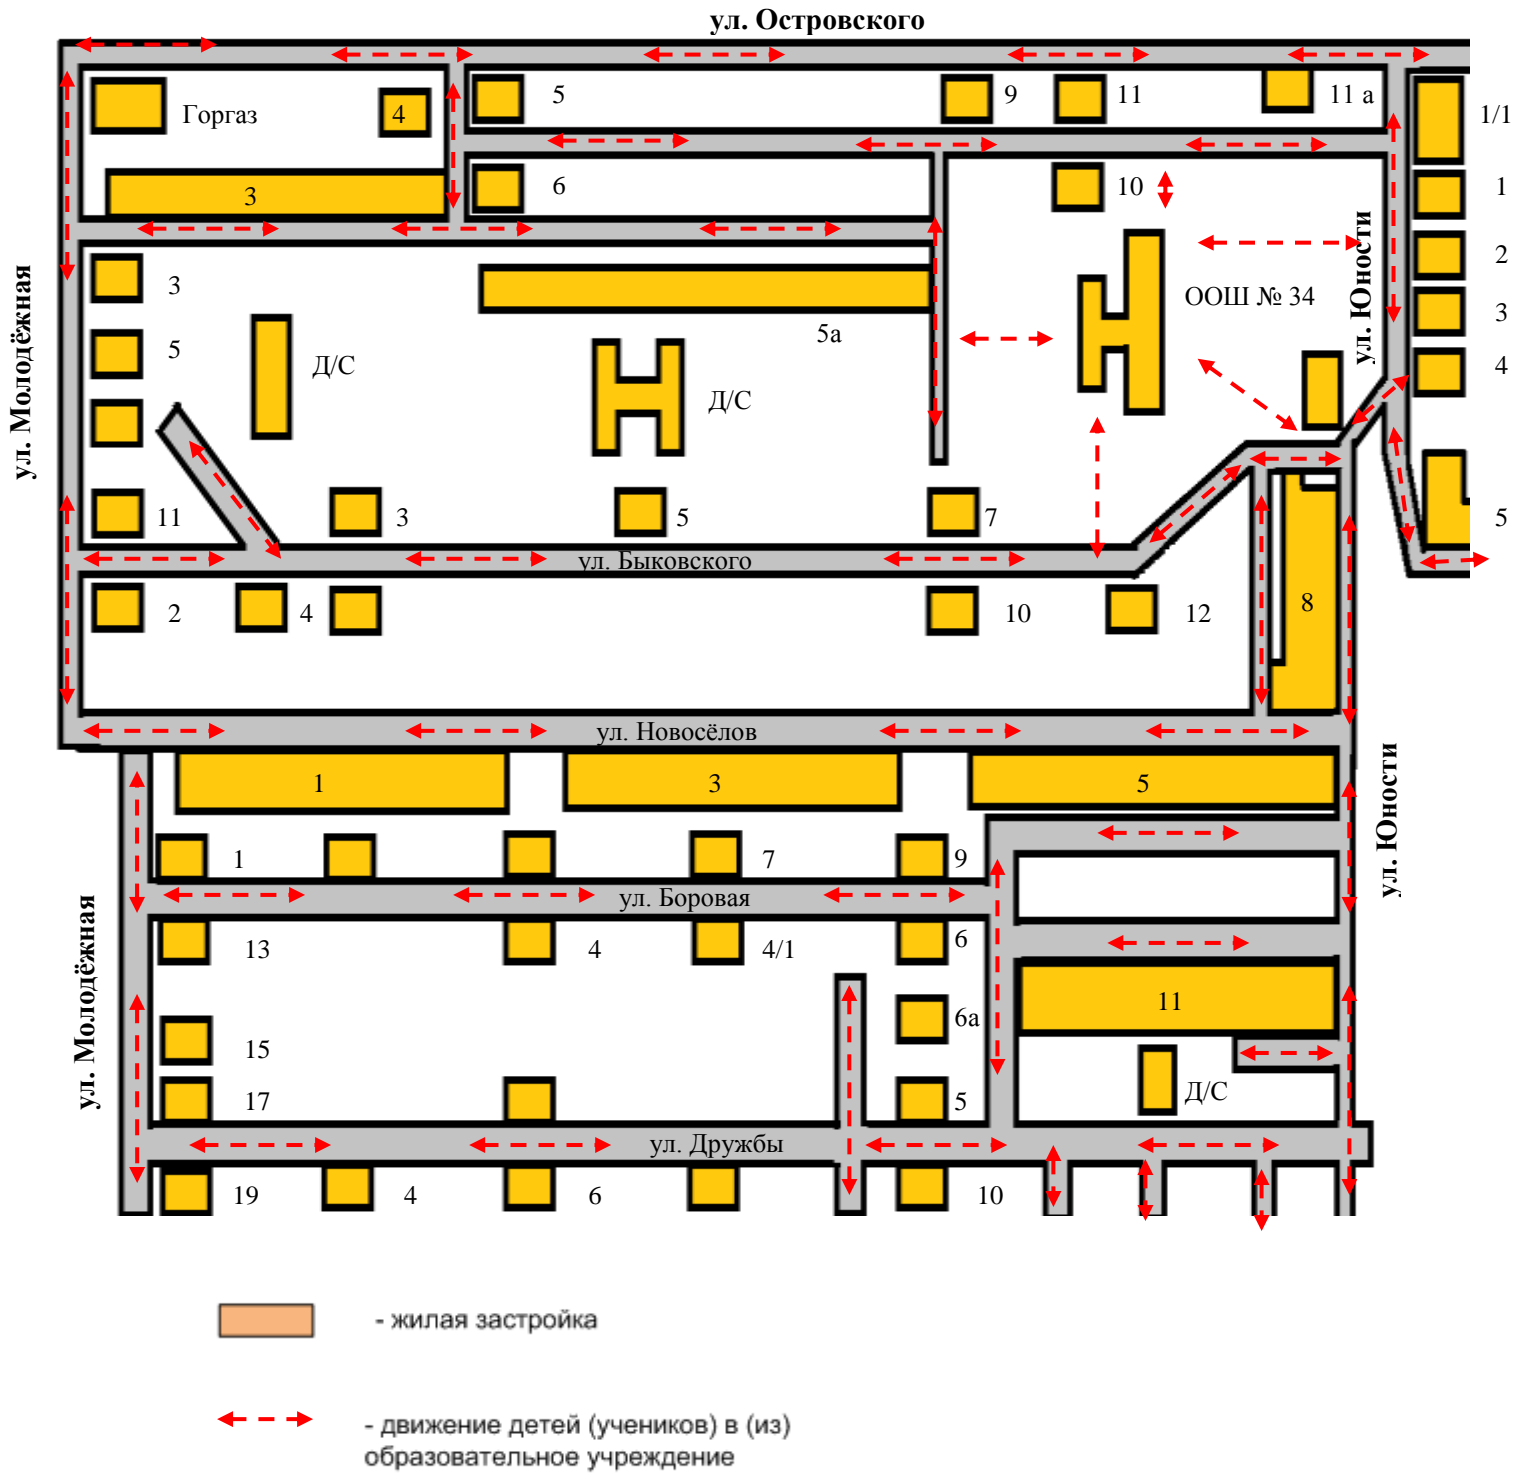 ул. Островского
Горгаз
4
5
9
11
11 а
1/1
3
6
10
1
2
ул. Молодёжная
3
5а
ООШ № 34
ул. Юности
3
5
Д/С
Д/С
4
11
3
5
7
5
ул. Быковского
2
4
10
12
8
ул. Новосёлов
1
3
5
ул. Юности
1
7
9
ул. Боровая
ул. Молодёжная
13
4
4/1
6
11
6а
15
17
5
Д/С
ул. Дружбы
19
4
6
10
- жилая застройка
- движение детей (учеников) в (из)
образовательное учреждение